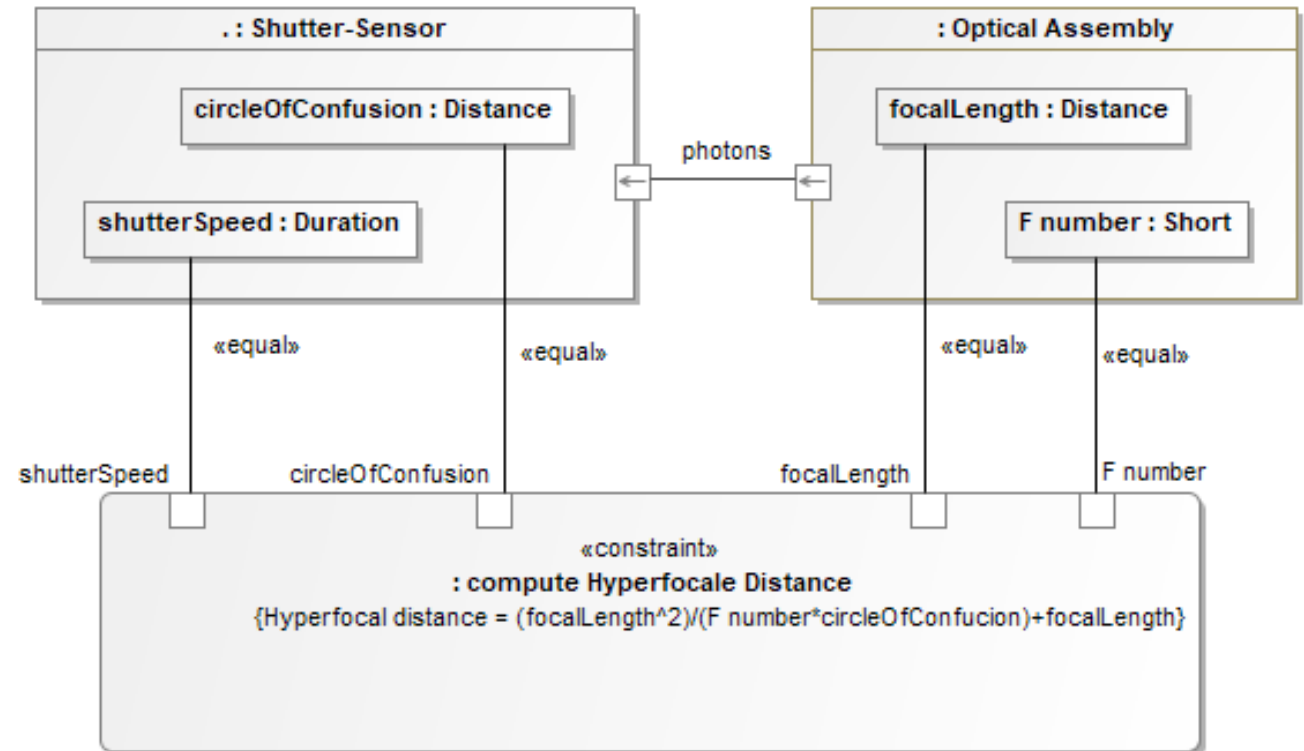 .: Shutter-Sensor
: Optical Assembly
circleOfConfusion : Distance
focalLength : Distance
photons
shutterSpeed : Duration
F number : Short
«equal»
«equal»
«equal»
«equal»
shutterSpeed
circleOfConfusion
focalLength
F number
«constraint»
: compute Hyperfocale Distance
{Hyperfocal distance = (focalLength^2)/(F number*circleOfConfucion)+focalLength}